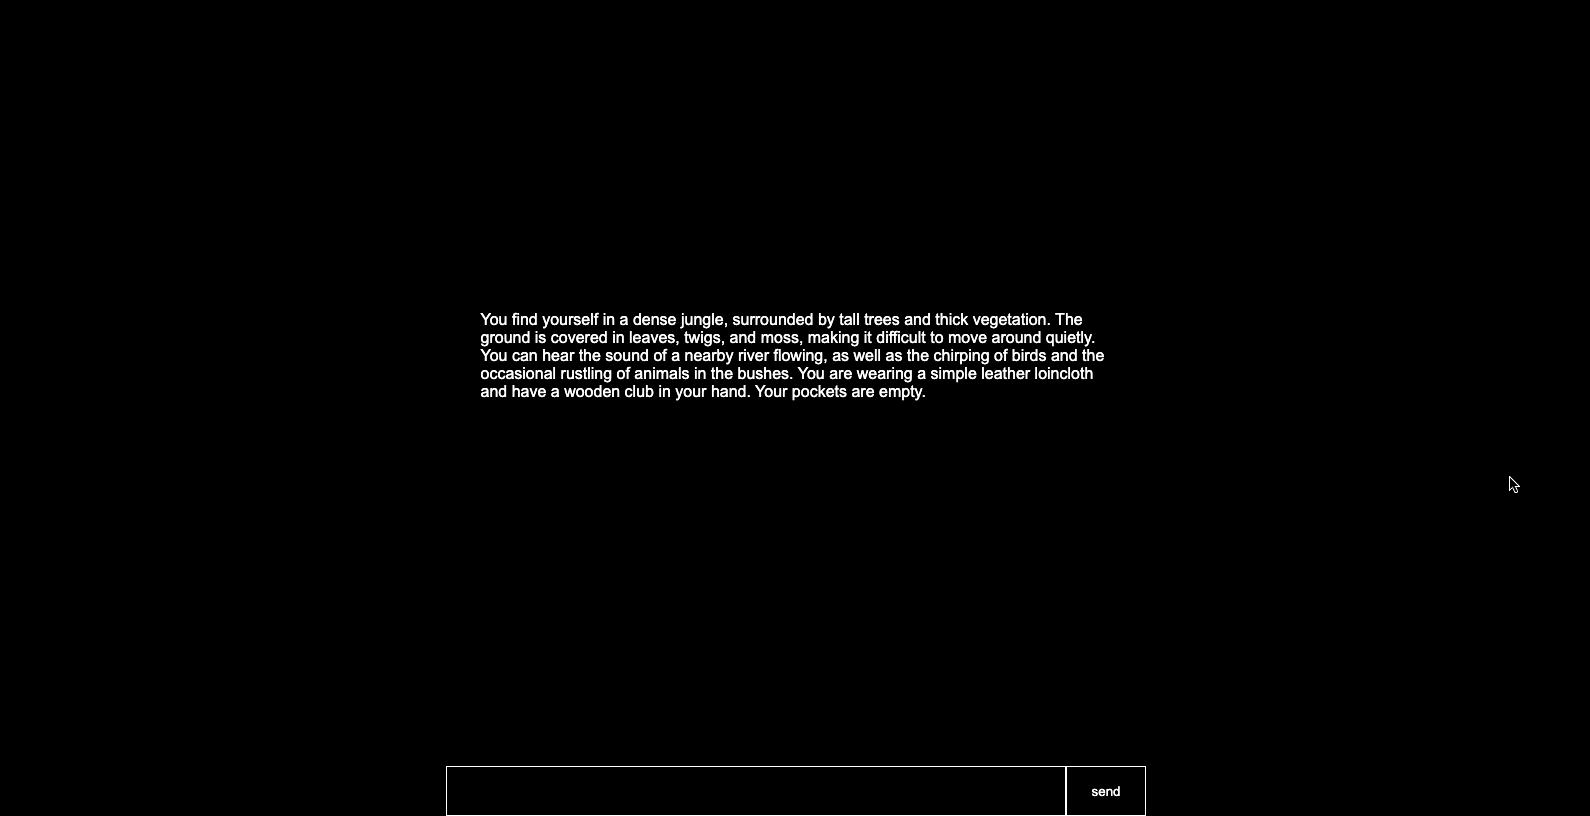 You find yourself in a dense jungle, surrounded by tall trees and thick vegetation. The
ground is covered in leaves, twigs, and moss, making it difficult to move around quietly.
You can hear the sound of a nearby river flowing, as well as the chirping of birds and the
occasional rustling of animals in the bushes. You are wearing a simple leather loincloth
and have a wooden club in your hand. Your pockets are empty.
send